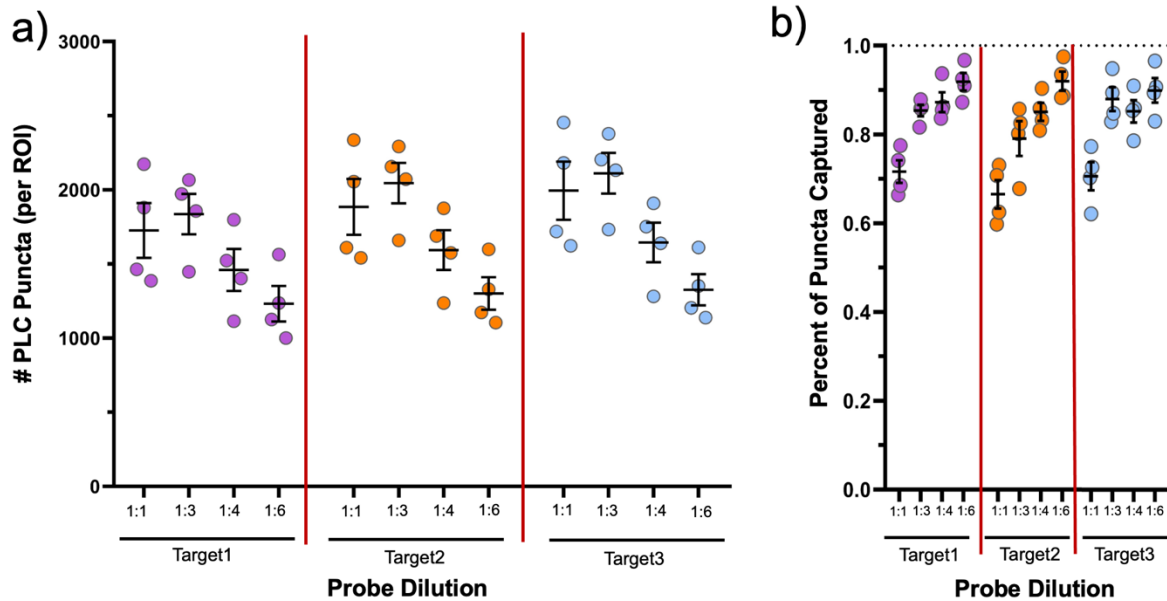 a)
# PLC Puncta (per ROI)
3000
2000
1000
0
1:1 1:3 1:4 1:6 1:1 1:3 1:4 1:6 1:1 1:3 1:4 1:6
Target1 Target2 Target3
Probe Dilution
b)
Percent of Puncta Captured
1.0
0.8
0.6
0.4
0.2
0.0
1:1 1:3 1:4 1:6 1:1 1:3 1:4 1:6 1:1 1:3 1:4 1:6
Target1 Target2 Target3
Probe Dilution